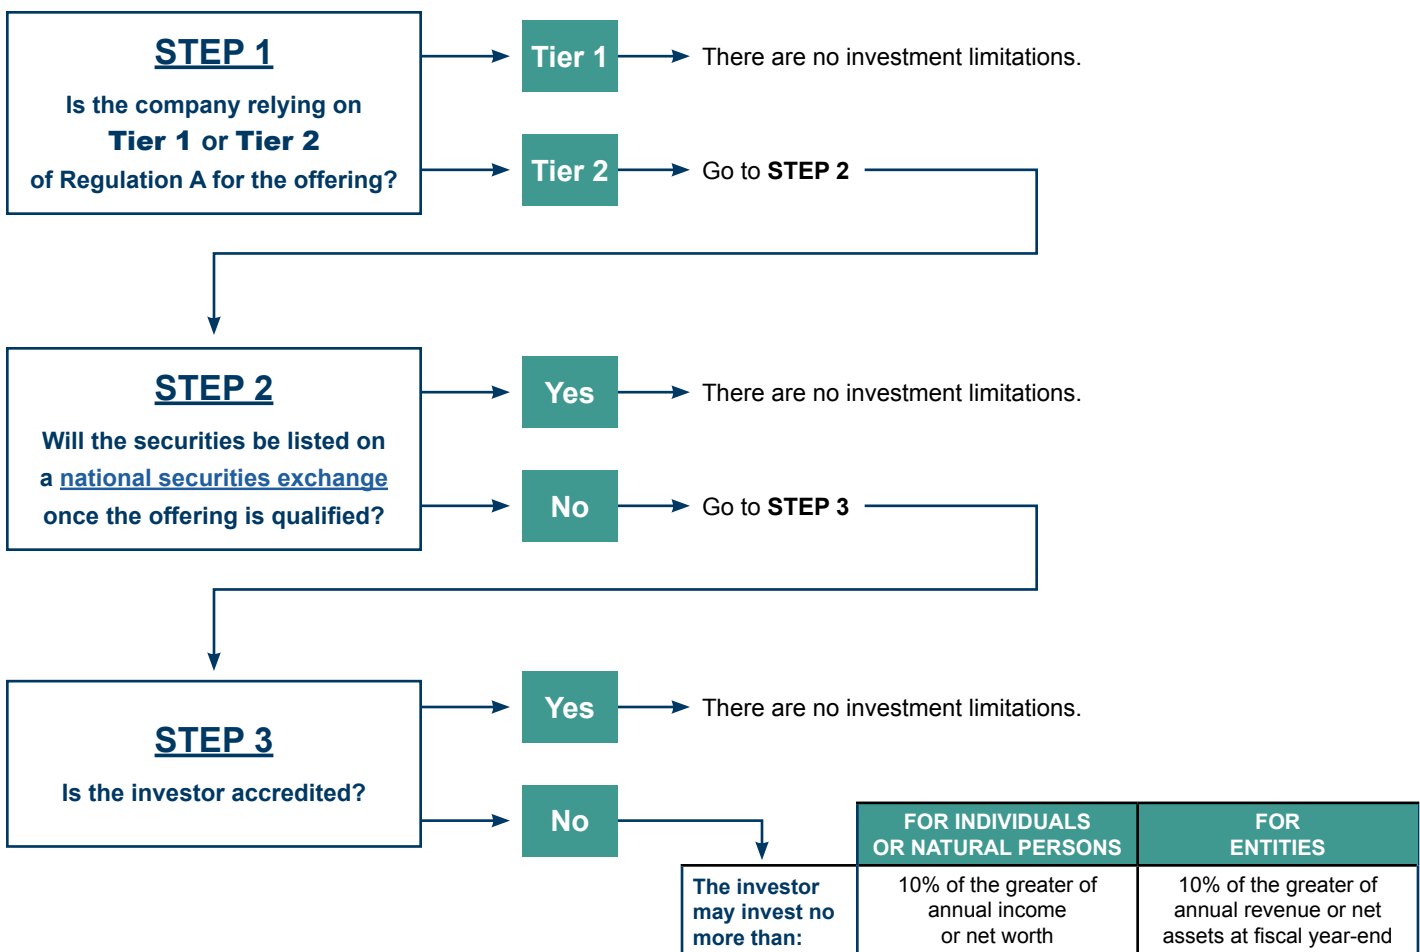 STEP 1
Is the company relying on
Tier 1 or Tier 2
of Regulation A for the offering?
Tier 1
There are no investment limitations.
Tier 2
Go to STEP 2
STEP 2
Will the securities be listed on
a national securities exchange
once the offering is qualified?
Yes
There are no investment limitations.
No
Go to STEP 3
STEP 3
Is the investor accredited?
Yes
There are no investment limitations.
No
The investor
may invest no
more than:
FOR INDIVIDUALS
OR NATURAL PERSONS
10% of the greater of
annual income
or net worth
FOR
ENTITIES
10% of the greater of
annual revenue or net
assets at fiscal year-end